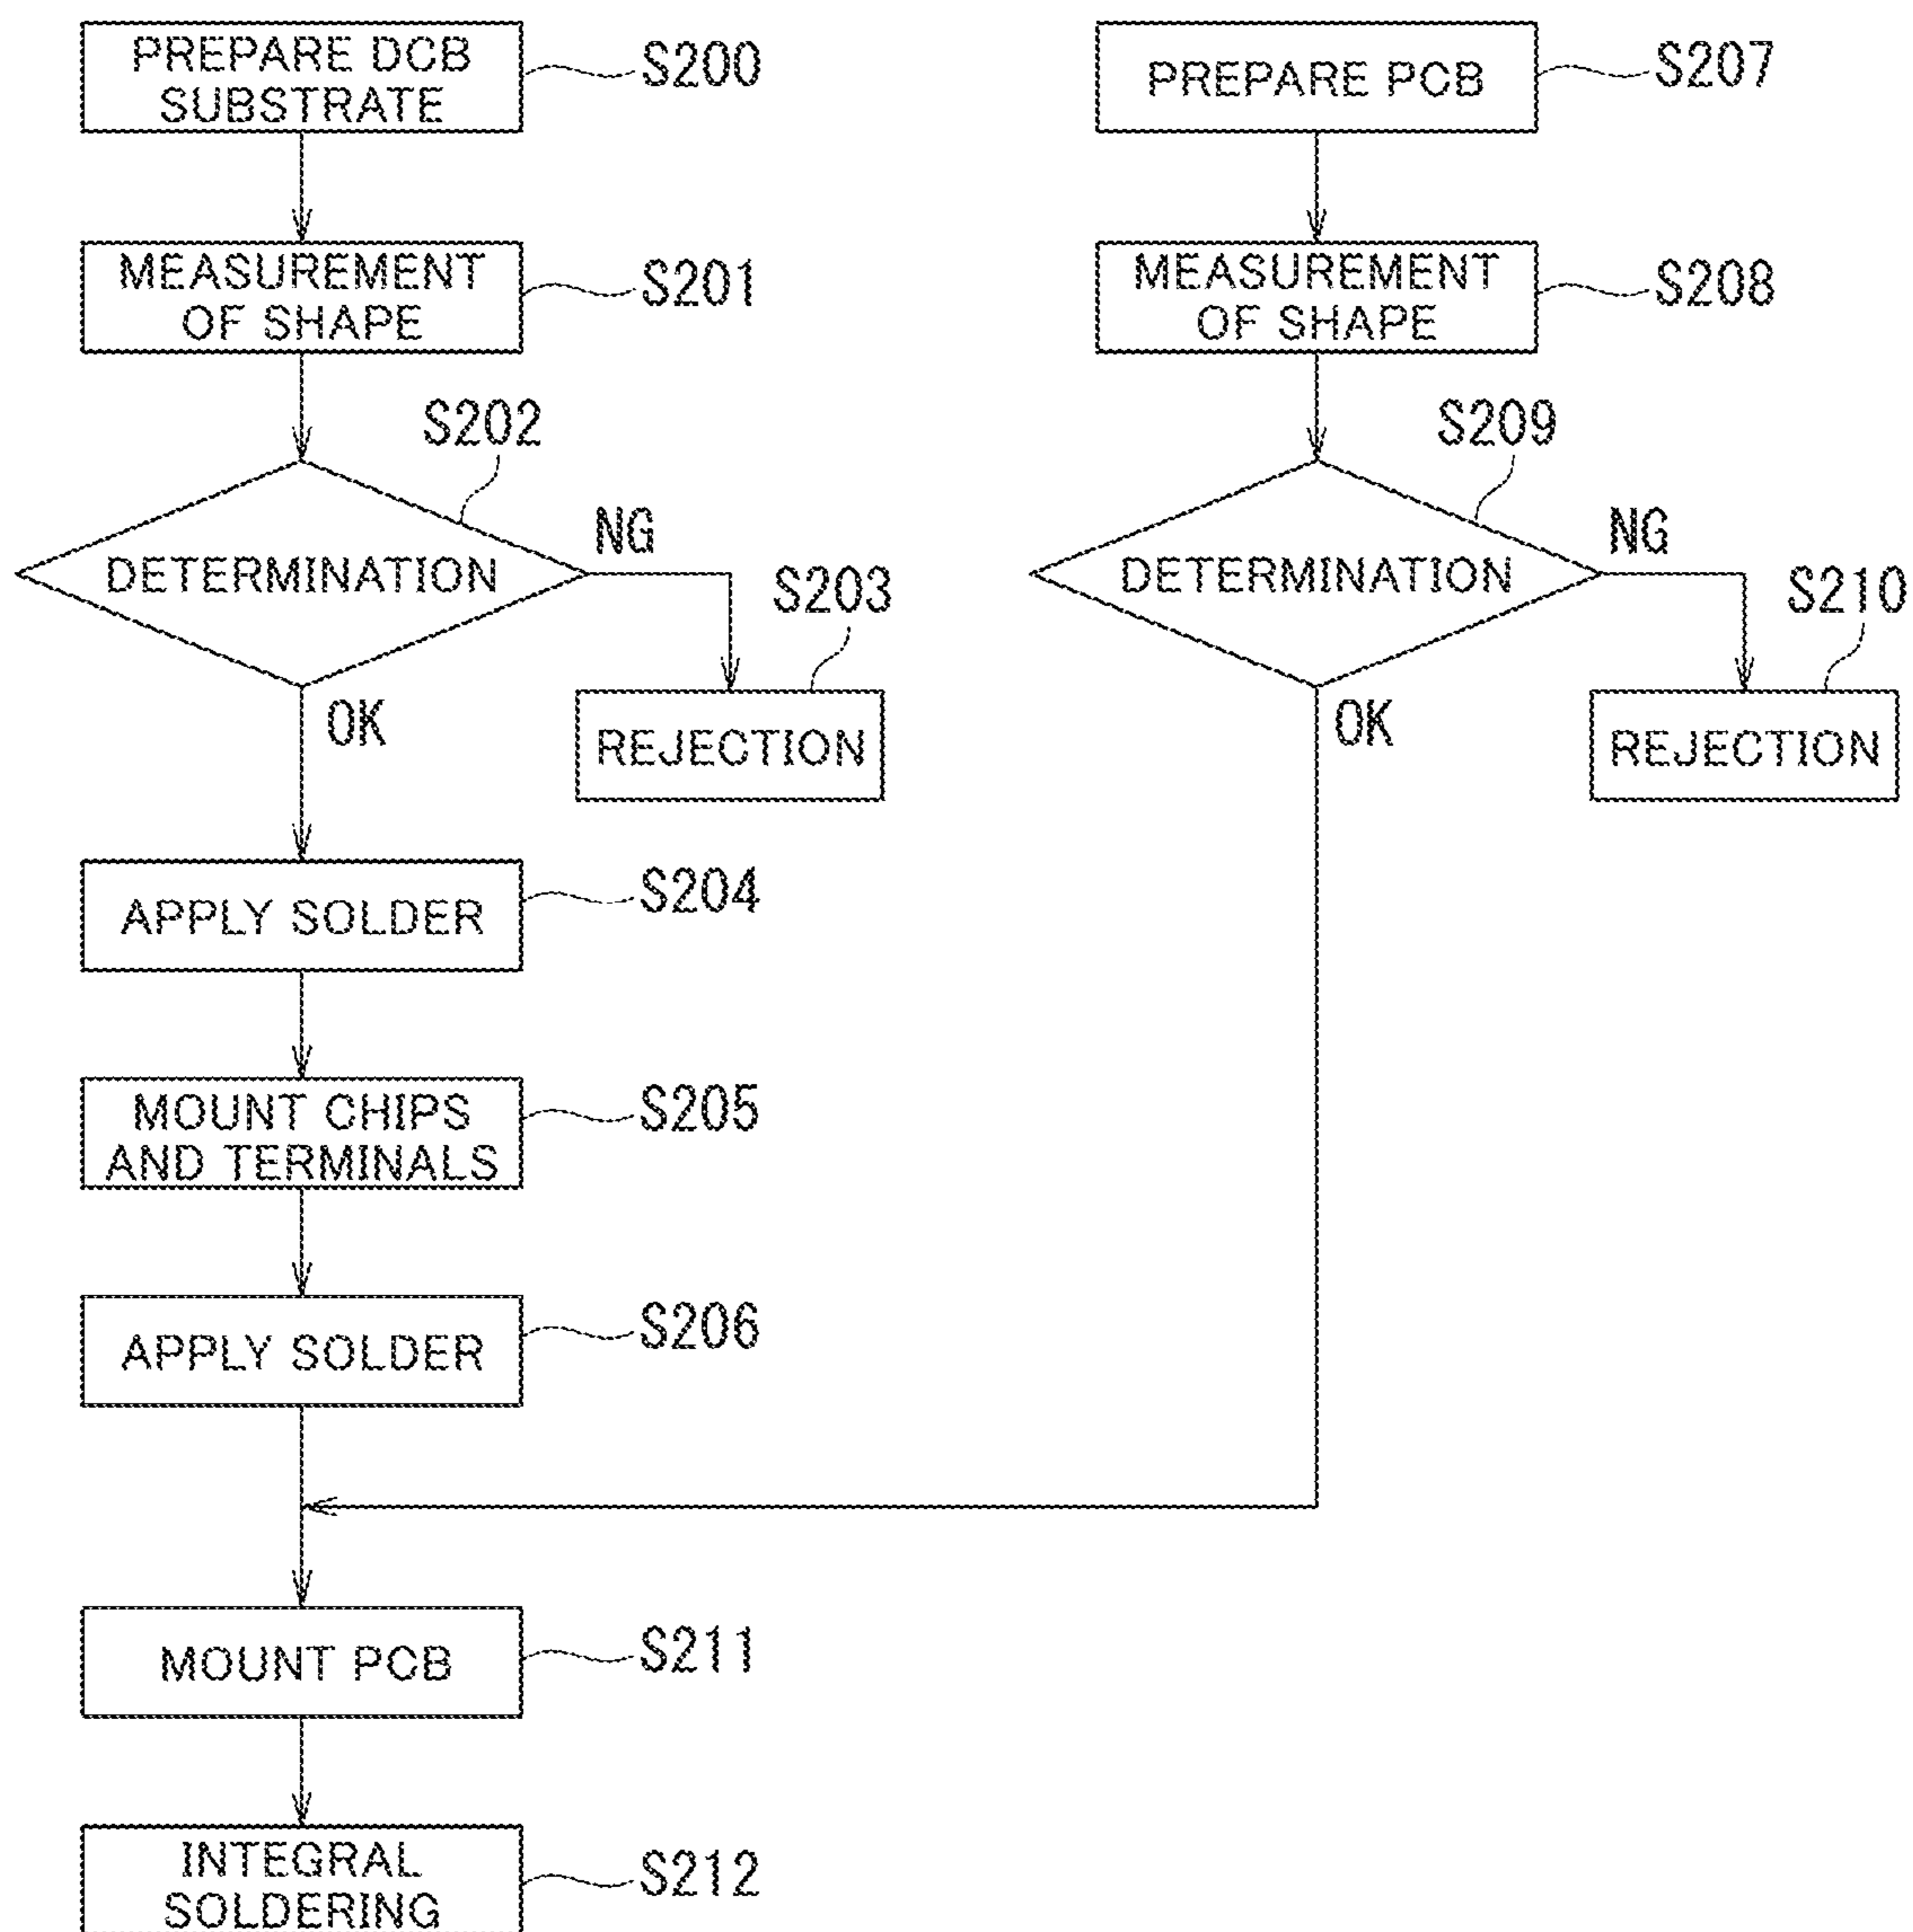 PREPARE DCB
SUBSTRATE
S200
MEASUREMENT
OF SHAPE
S201
S202
DETERMINATION
NG
S203
REJECTION
OK
APPLY SOLDER
S204
MOUNT CHIPS
AND TERMINALS
S205
APPLY SOLDER
S206
PREPARE PCB
S207
MEASUREMENT
OF SHAPE
S208
S209
DETERMINATION
NG
S210
REJECTION
OK
MOUNT PCB
S211
INTEGRAL
SOLDERING
S212